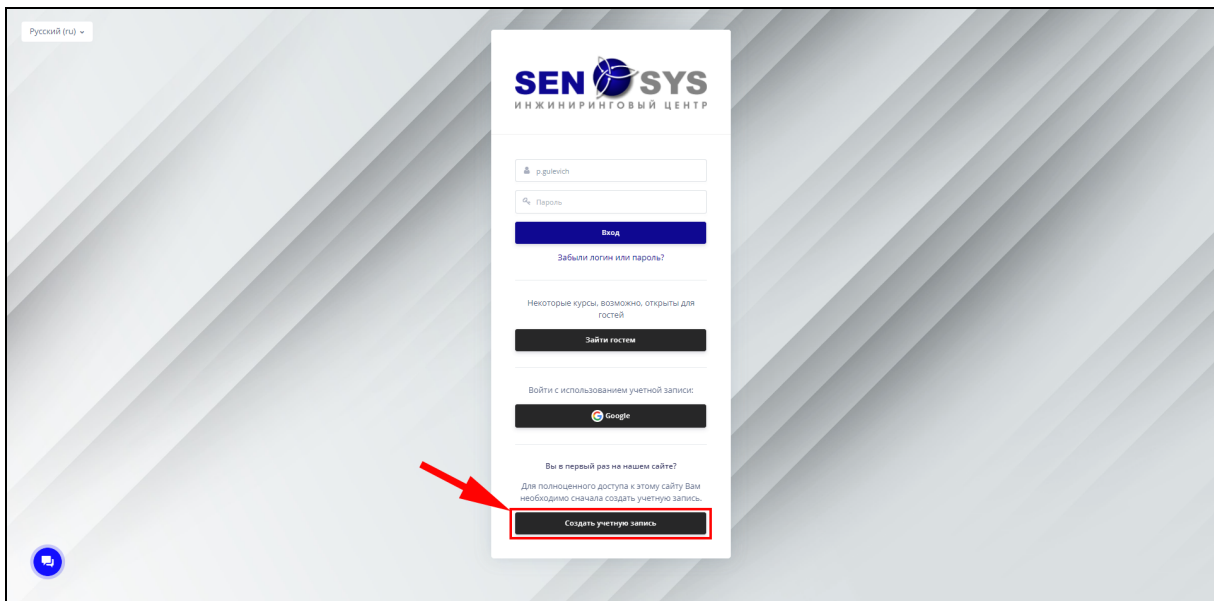 Русский (ru)
SEN SYS
ИНЖИНИРИНГОВЫЙ ЦЕНТР
p.gulevich
Пароль
Вход
Забыли логин или пароль?
Некоторые курсы, возможно, открыты для
гостей
Зайти гостем
Войти с использованием учетной записи:
Google
Вы в первый раз на нашем сайте?
Для полноценного доступа к этому сайту Вам
необходимо сначала создать учетную запись.
Создать учетную запись